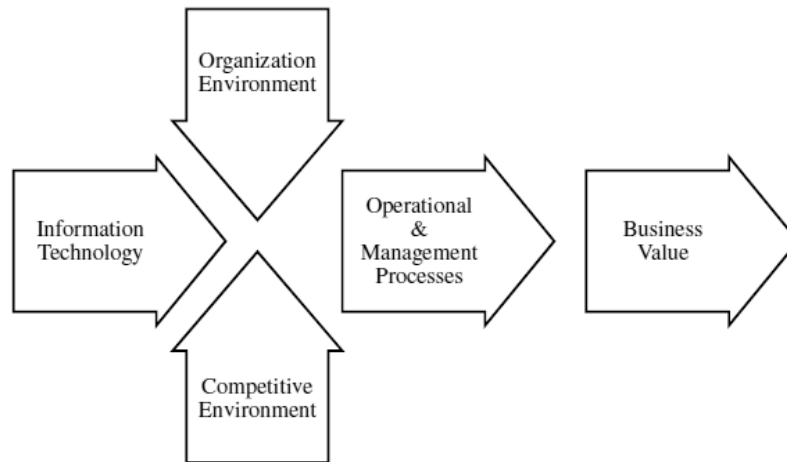 Organization
Environment
Information
Technology
Operational
&
Management
Processes
Business
Value
Competitive
Environment